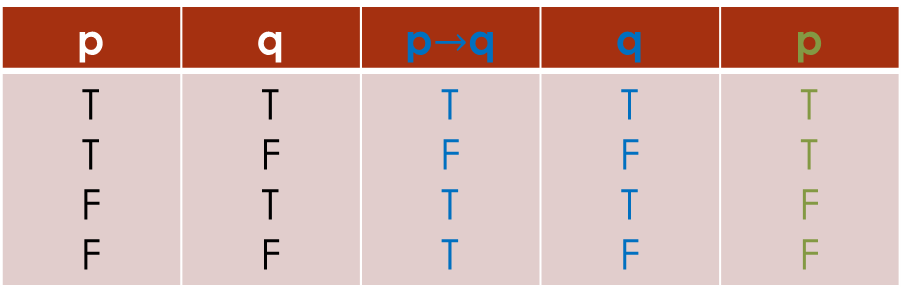 p q p→q q p
T T T T T
T F F F T
F T T T F
F F T F F